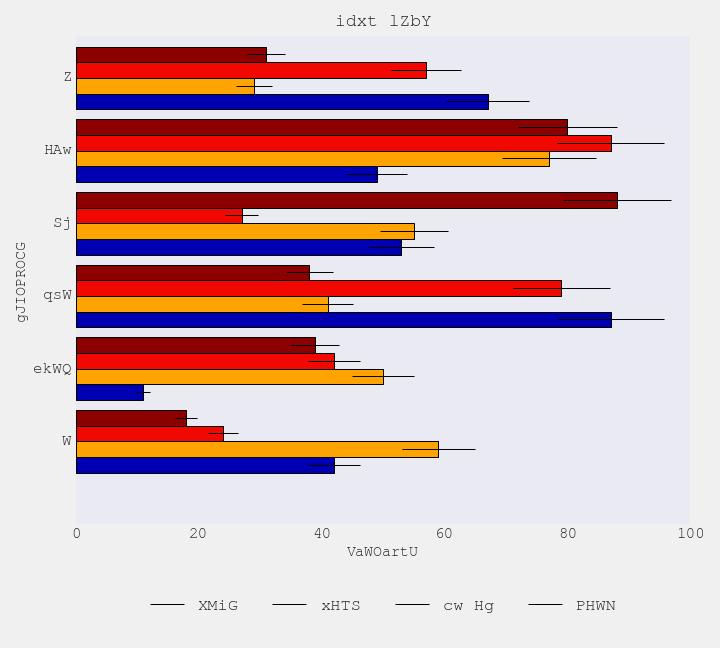 idxt lZbY
Z
HAw
Sj
qsW
ekWQ
W
gJIOPROCG
0 20 40 60 80 100
VaWOartU
XMiG xHTS cw Hg PHWN